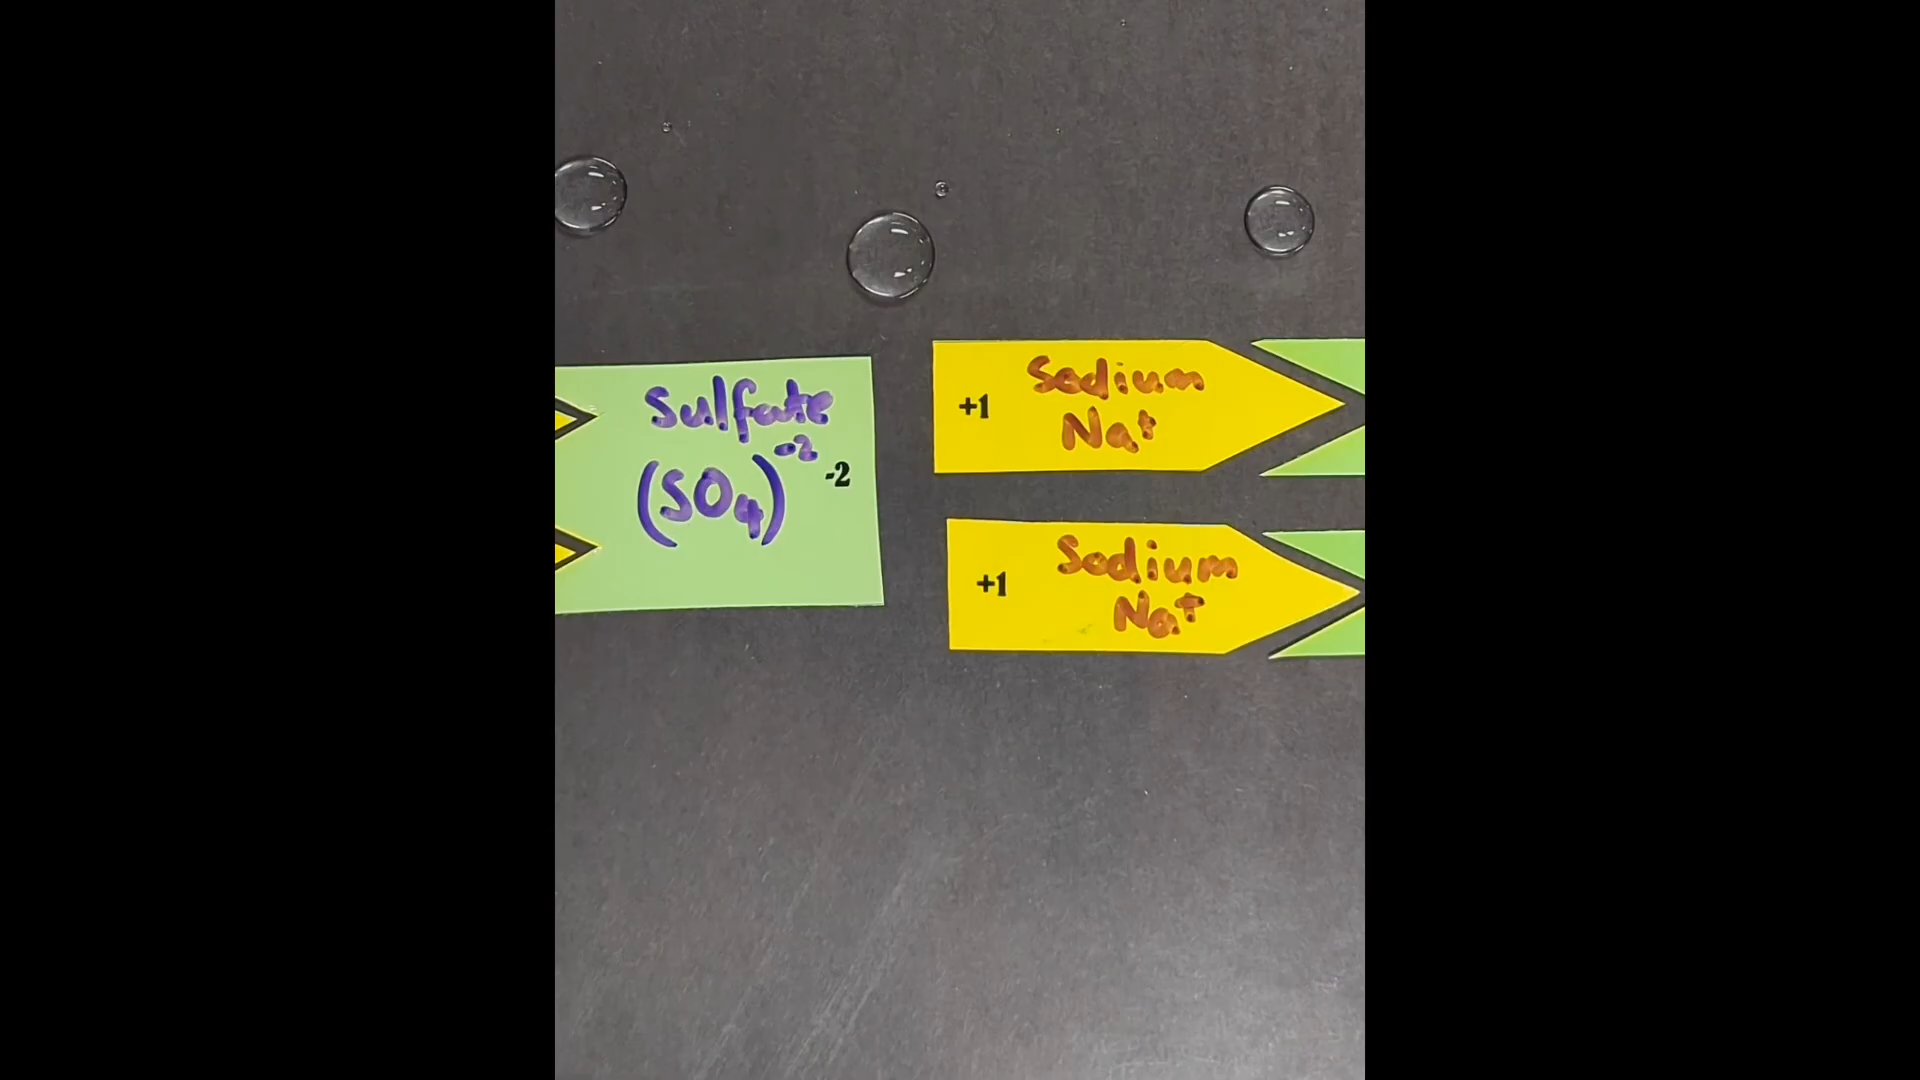 Sulfate
(SO4)-2
-2
+1
Sodium
Na+
+1
Sodium
Na+